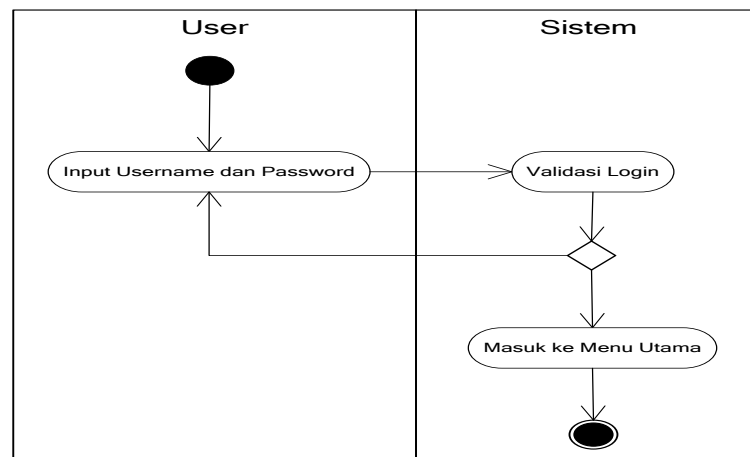 User
Sistem
Input Username dan Password
Validasi Login
Masuk ke Menu Utama